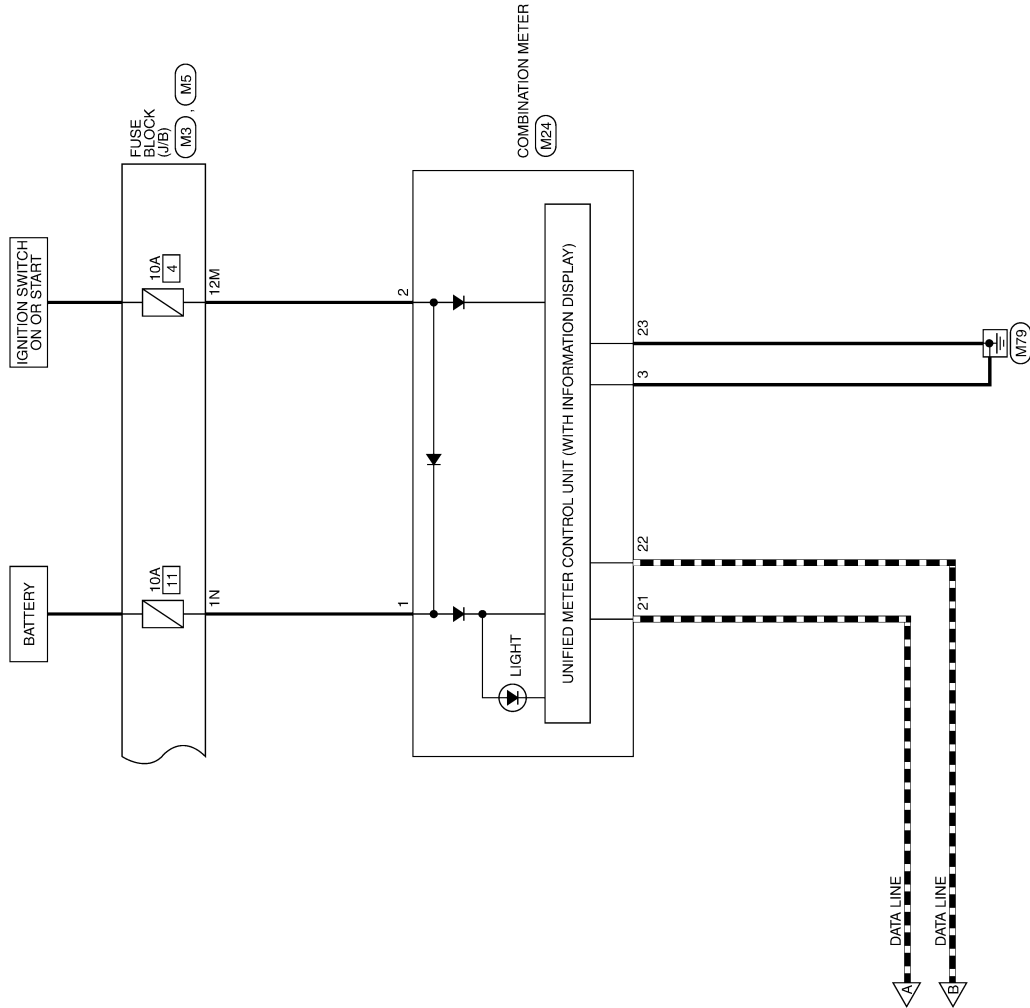 IGNITION SWITCH
ON OR START
BATTERY
FUSE
BLOCK
(J/B)
M3 , M5
10A
4
10A
11
12M
1N
COMBINATION METER
M24
2
1
LIGHT
UNIFIED METER CONTROL UNIT (WITH INFORMATION DISPLAY)
23
3
22
21
M79
DATA LINE
A
DATA LINE
B